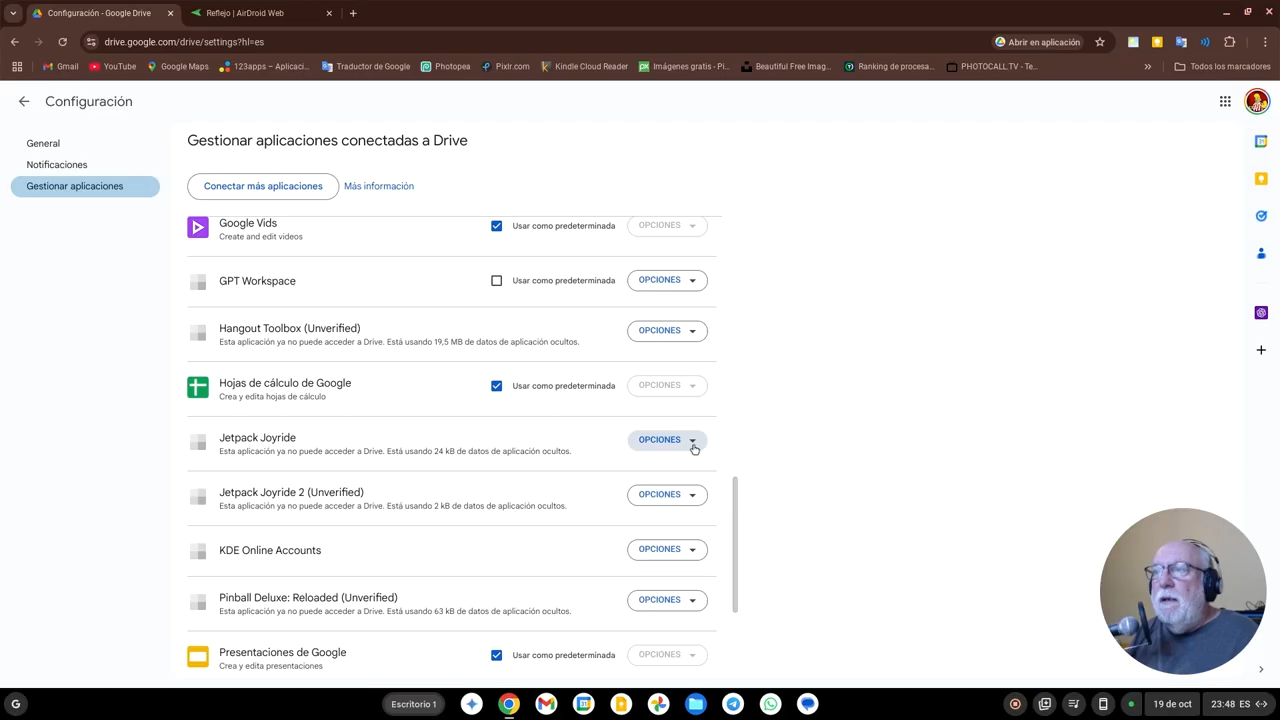 Configuración - Google Drive
Reflejo | AirDroid Web
drive.google.com/drive/settings?hl=es
Abrir en aplicación
Gmail
YouTube
Google Maps
123apps – Aplicaci...
Traductor de Google
Photopea
Pixlr.com
Kindle Cloud Reader
Imágenes gratis - Pi...
Beautiful Free Imag...
Ranking de procesa...
PHOTOCALL.TV - Te...
Todos los marcadores
Configuración
General
Notificaciones
Gestionar aplicaciones
Gestionar aplicaciones conectadas a Drive
Conectar más aplicaciones
Más información
Google Vids
Create and edit videos
Usar como predeterminada
OPCIONES
GPT Workspace
Usar como predeterminada
OPCIONES
Hangout Toolbox (Unverified)
Esta aplicación ya no puede acceder a Drive. Está usando 19,5 MB de datos de aplicación ocultos.
OPCIONES
Hojas de cálculo de Google
Crea y edita hojas de cálculo
Usar como predeterminada
OPCIONES
Jetpack Joyride
Esta aplicación ya no puede acceder a Drive. Está usando 24 kB de datos de aplicación ocultos.
OPCIONES
Jetpack Joyride 2 (Unverified)
Esta aplicación ya no puede acceder a Drive. Está usando 2 kB de datos de aplicación ocultos.
OPCIONES
KDE Online Accounts
OPCIONES
Pinball Deluxe: Reloaded (Unverified)
Esta aplicación ya no puede acceder a Drive. Está usando 63 kB de datos de aplicación ocultos.
OPCIONES
Presentaciones de Google
Crea y edita presentaciones
Usar como predeterminada
OPCIONES
Escritorio 1
19 de oct
23:48 ES